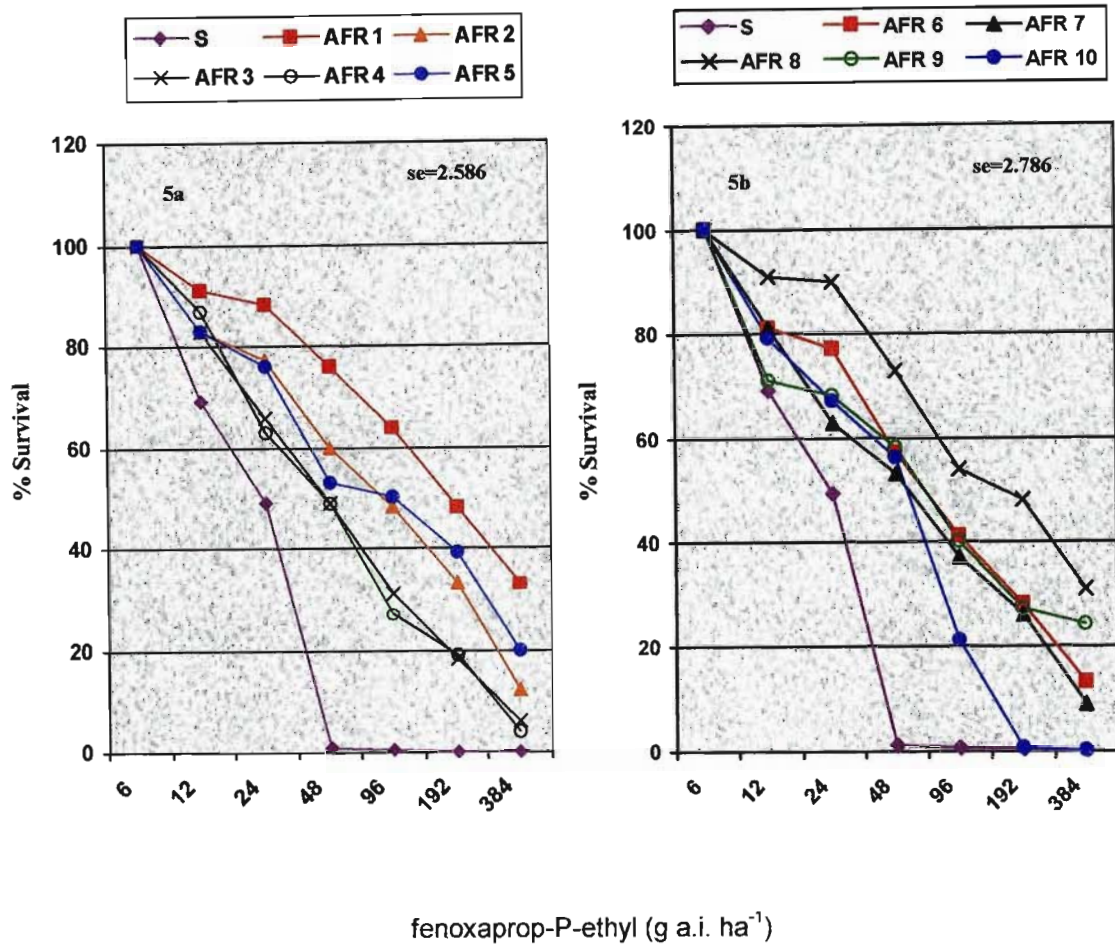 S AFR 1 AFR 2
AFR 3 AFR 4 AFR 5
120
100
80
60
40
20
0
% Survival
5a
se=2.586
6 12 24 48 96 192 384
S AFR 6 AFR 7
AFR 8 AFR 9 AFR 10
120
100
80
60
40
20
0
% Survival
5b
se=2.786
6 12 24 48 96 192 384
fenoxaprop-P-ethyl (g a.i. ha⁻¹)